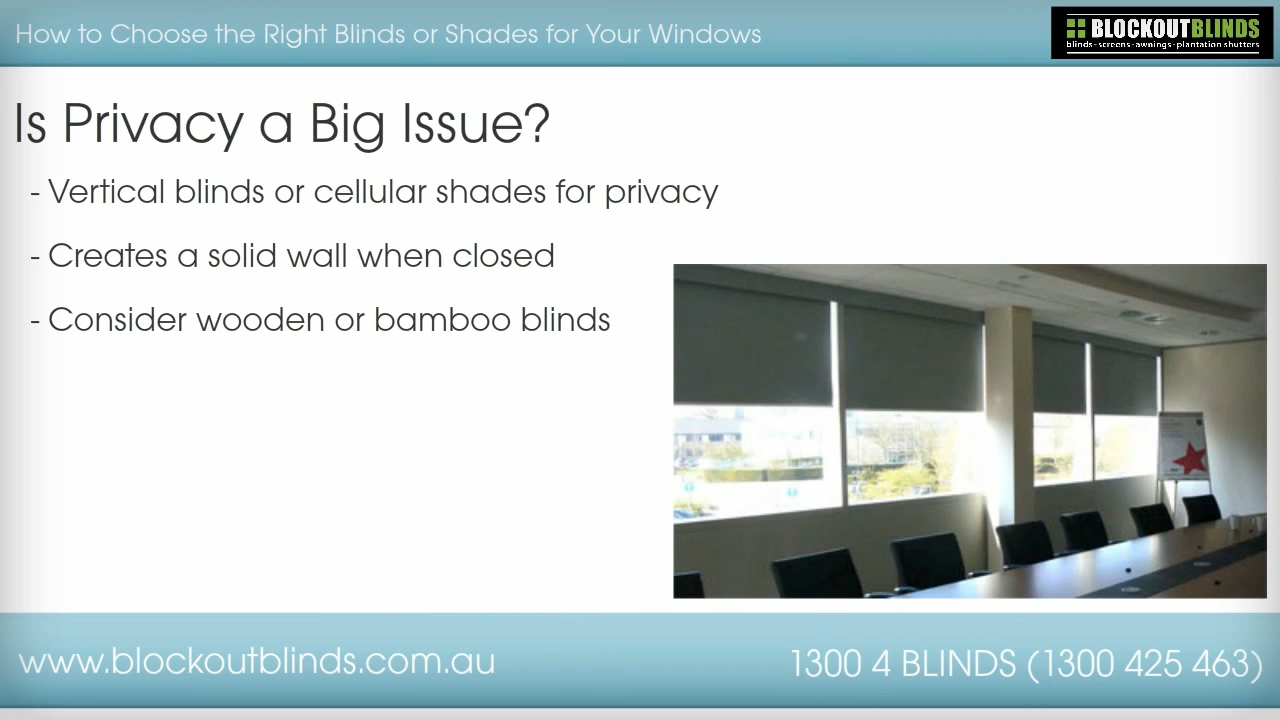 How to Choose the Right Blinds or Shades for Your Windows
BLOCKOUTBLINDS
blinds-screens-awnings-plantation shutters
Is Privacy a Big Issue?
- Vertical blinds or cellular shades for privacy
- Creates a solid wall when closed
- Consider wooden or bamboo blinds
www.blockoutblinds.com.au
1300 4 BLINDS (1300 425 463)